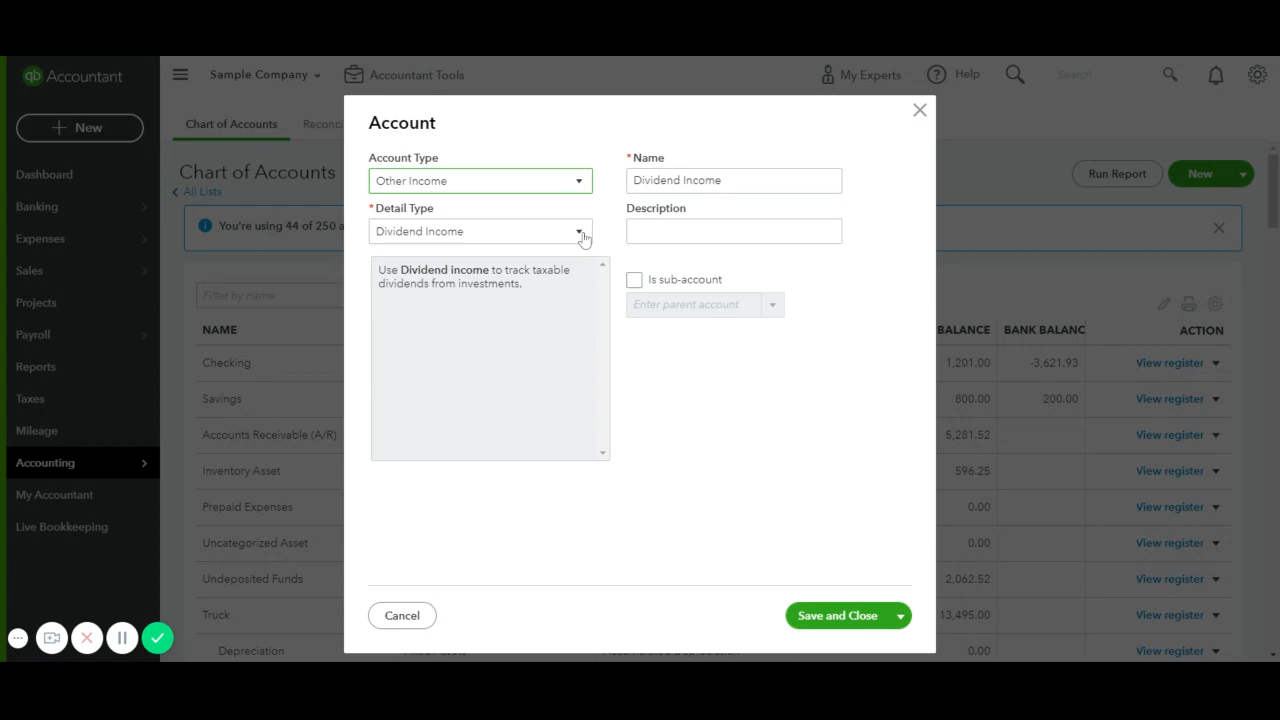 qb Accountant
Sample Company
Accountant Tools
My Experts
? Help
Search
+ New
Dashboard
Banking
Expenses
Sales
Projects
Payroll
Reports
Taxes
Mileage
Accounting
My Accountant
Live Bookkeeping
Chart of Accounts
Reconci
Chart of Accounts
All Lists
Run Report
New
You're using 44 of 250 a
Filter by name
NAME
BALANCE
BANK BALANC
ACTION
Checking
1,201.00
-3,621.93
View register
Savings
800.00
200.00
View register
Accounts Receivable (A/R)
5,281.52
View register
Inventory Asset
596.25
View register
Prepaid Expenses
0.00
View register
Uncategorized Asset
0.00
View register
Undeposited Funds
2,062.52
View register
Truck
13,495.00
View register
Depreciation
0.00
View register
Account
Account Type
Other Income
* Detail Type
Dividend Income
Use Dividend income to track taxable
dividends from investments.
* Name
Dividend Income
Description
Is sub-account
Enter parent account
Cancel
Save and Close